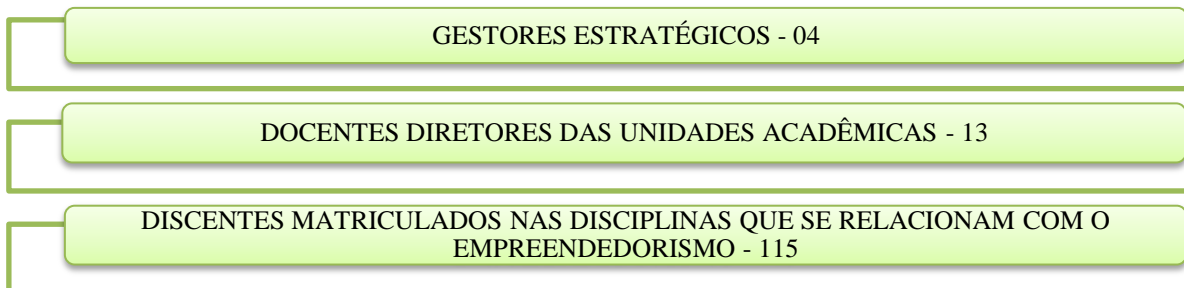 GESTORES ESTRATÉGICOS - 04
DOCENTES DIRETORES DAS UNIDADES ACADÊMICAS - 13
DISCENTES MATRICULADOS NAS DISCIPLINAS QUE SE RELACIONAM COM O
EMPREENDEDORISMO - 115